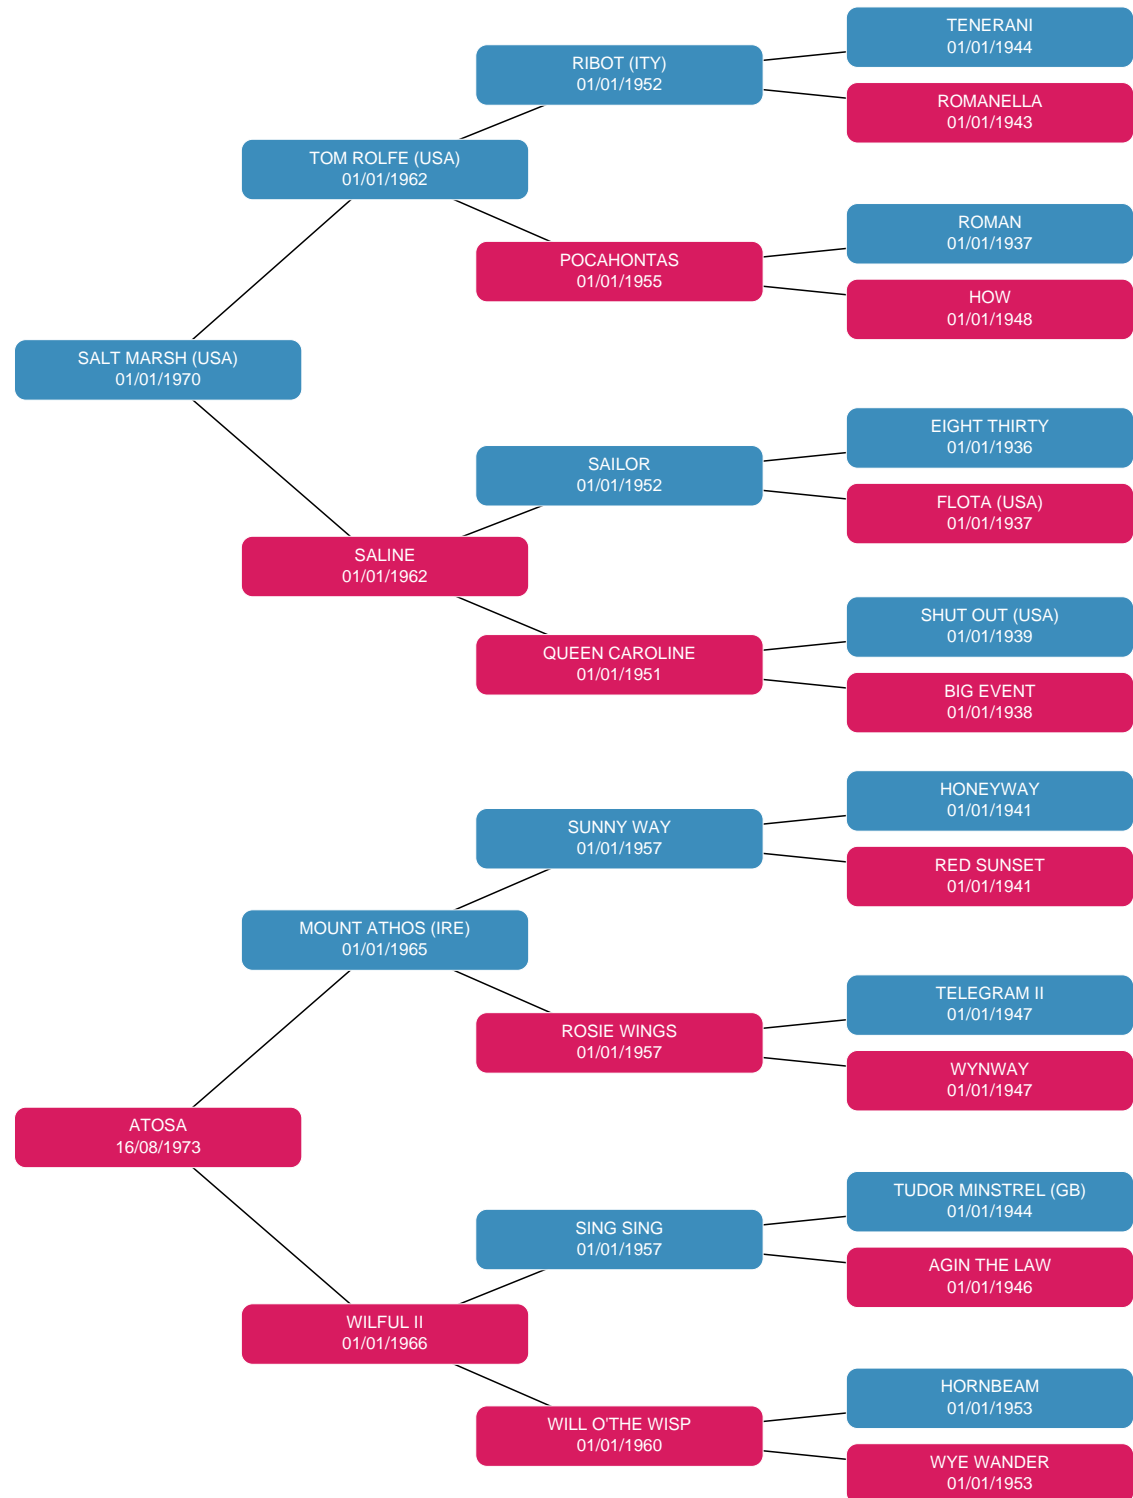 TENERANI
01/01/1944
RIBOT (ITY)
01/01/1952
ROMANELLA
01/01/1943
TOM ROLFE (USA)
01/01/1962
ROMAN
01/01/1937
POCAHONTAS
01/01/1955
HOW
01/01/1948
SALT MARSH (USA)
01/01/1970
EIGHT THIRTY
01/01/1936
SAILOR
01/01/1952
FLOTA (USA)
01/01/1937
SALINE
01/01/1962
SHUT OUT (USA)
01/01/1939
QUEEN CAROLINE
01/01/1951
BIG EVENT
01/01/1938
HONEYWAY
01/01/1941
SUNNY WAY
01/01/1957
RED SUNSET
01/01/1941
MOUNT ATHOS (IRE)
01/01/1965
TELEGRAM II
01/01/1947
ROSIE WINGS
01/01/1957
WYNWAY
01/01/1947
ATOSA
16/08/1973
TUDOR MINSTREL (GB)
01/01/1944
SING SING
01/01/1957
AGIN THE LAW
01/01/1946
WILFUL II
01/01/1966
HORNBEAM
01/01/1953
WILL O'THE WISP
01/01/1960
WYE WANDER
01/01/1953